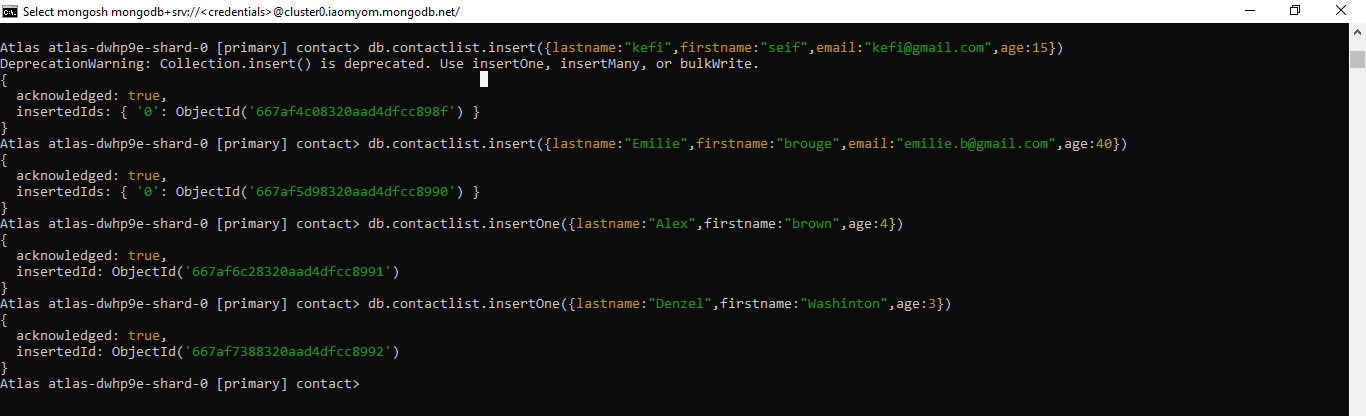 Select mongosh mongodb+srv://<credentials>@cluster0.iaomyom.mongodb.net/
Atlas atlas-dwhp9e-shard-0 [primary] contact> db.contactlist.insert({lastname:"kefi",firstname:"seif",email:"kefi@gmail.com",age:15})
DeprecationWarning: Collection.insert() is deprecated. Use insertOne, insertMany, or bulkWrite.
{
  acknowledged: true,
  insertedIds: { '0': ObjectId('667af4c08320aad4dfcc898f') }
}
Atlas atlas-dwhp9e-shard-0 [primary] contact> db.contactlist.insert({lastname:"Emilie",firstname:"brouge",email:"emilie.b@gmail.com",age:40})
{
  acknowledged: true,
  insertedIds: { '0': ObjectId('667af5d98320aad4dfcc8990') }
}
Atlas atlas-dwhp9e-shard-0 [primary] contact> db.contactlist.insertOne({lastname:"Alex",firstname:"brown",age:4})
{
  acknowledged: true,
  insertedId: ObjectId('667af6c28320aad4dfcc8991')
}
Atlas atlas-dwhp9e-shard-0 [primary] contact> db.contactlist.insertOne({lastname:"Denzel",firstname:"Washinton",age:3})
{
  acknowledged: true,
  insertedId: ObjectId('667af7388320aad4dfcc8992')
}
Atlas atlas-dwhp9e-shard-0 [primary] contact>